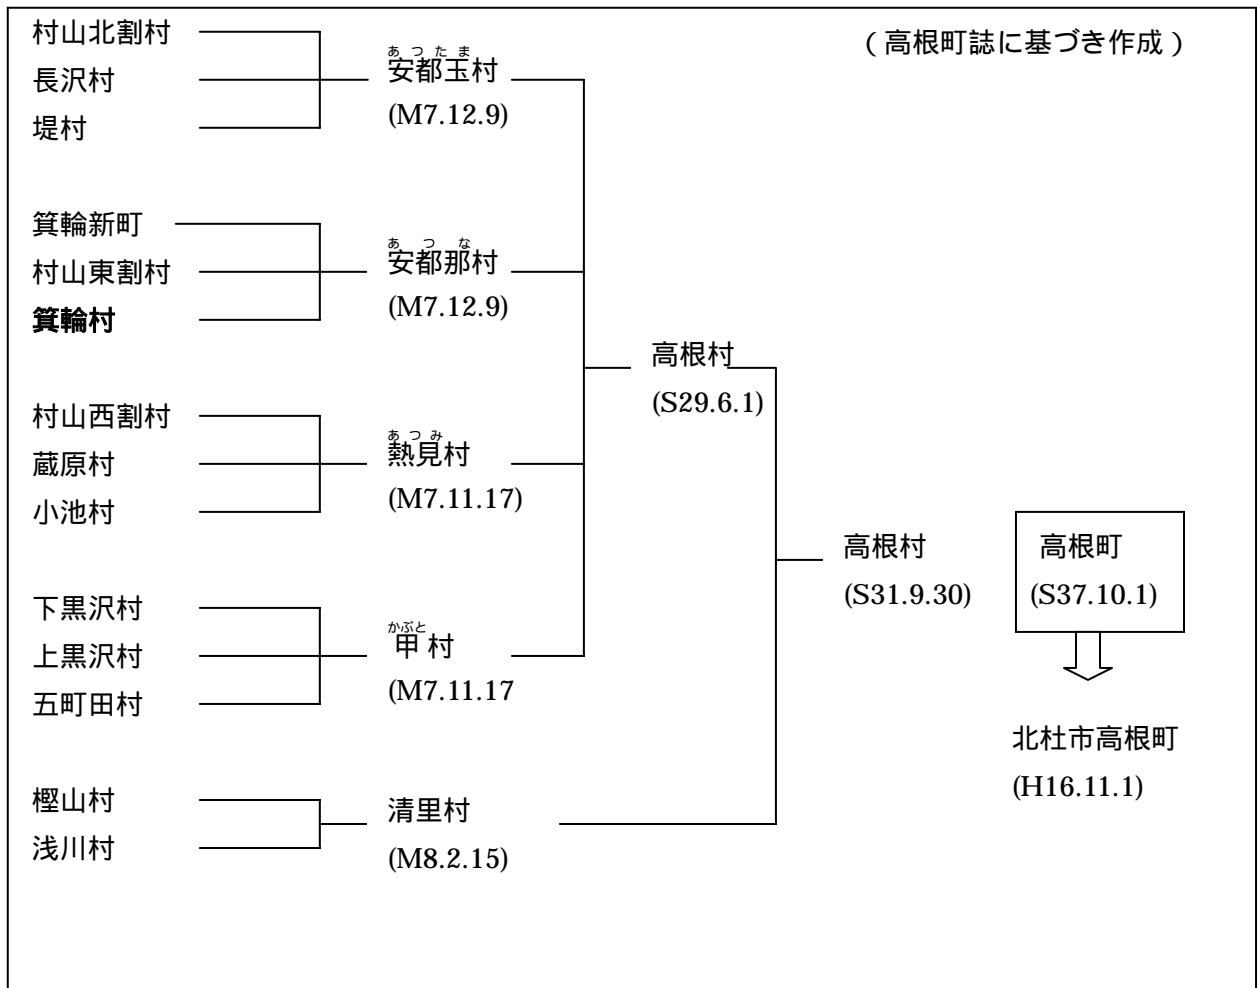 (高根町誌に基づき作成)
村山北割村
長沢村
堤村
あつたま
安都玉村
(M7.12.9)
箕輪新町
村山東割村
箕輪村
あつな
安都那村
(M7.12.9)
村山西割村
蔵原村
小池村
あつみ
熱見村
(M7.11.17)
下黒沢村
上黒沢村
五町田村
かぶと
甲村
(M7.11.17
樫山村
浅川村
清里村
(M8.2.15)
高根村
(S29.6.1)
高根村
(S31.9.30)
高根町
(S37.10.1)
北杜市高根町
(H16.11.1)